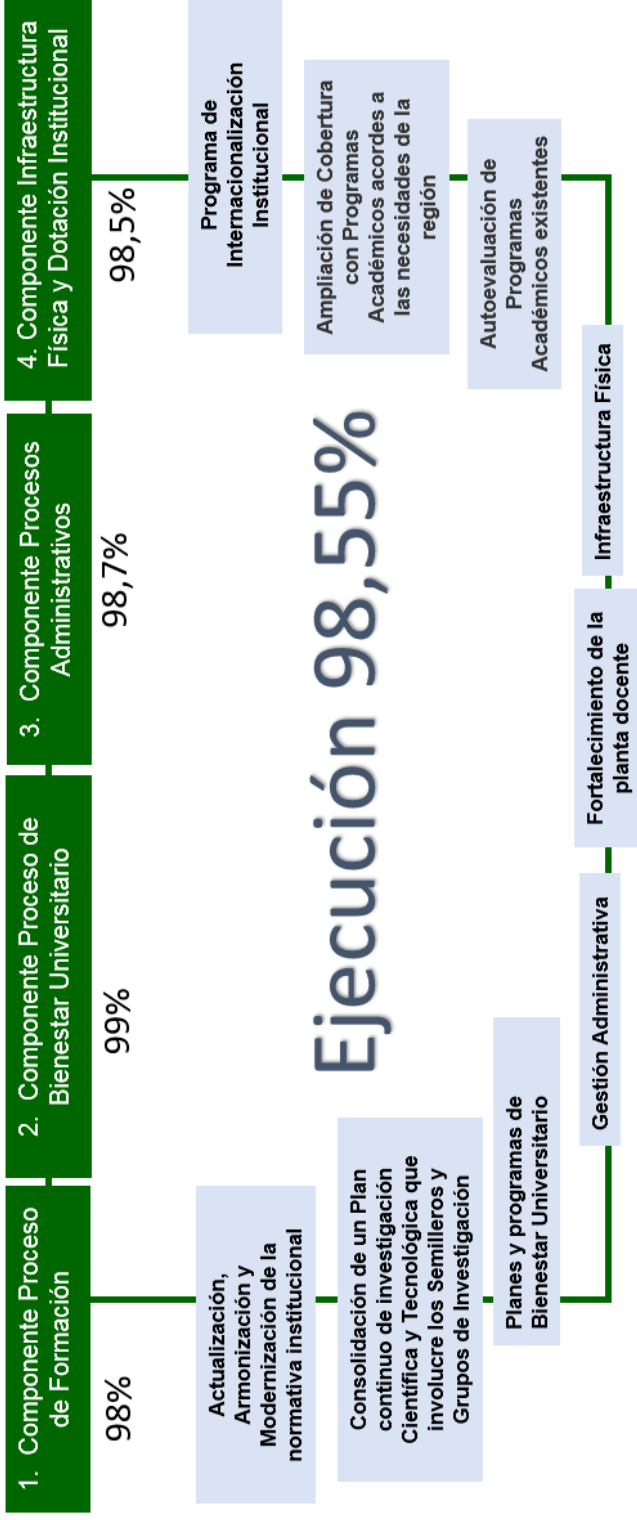 1. Componente Proceso
de Formación
2. Componente Proceso de
Bienestar Universitario
3. Componente Procesos
Administrativos
4. Componente Infraestructura
Física y Dotación Institucional
98%
99%
98,7%
98,5%
Actualización,
Armonización y
Modernización de la
normativa institucional
Consolidación de un Plan
continuo de investigación
Científica y Tecnológica que
involucre los Semilleros y
Grupos de Investigación
Planes y programas de
Bienestar Universitario
Ejecución 98,55%
Programa de
Internacionalización
Institucional
Ampliación de Cobertura
con Programas
Académicos acordes a
las necesidades de la
región
Autoevaluación de
Programas
Académicos existentes
Gestión Administrativa
Fortalecimiento de la
planta docente
Infraestructura Física